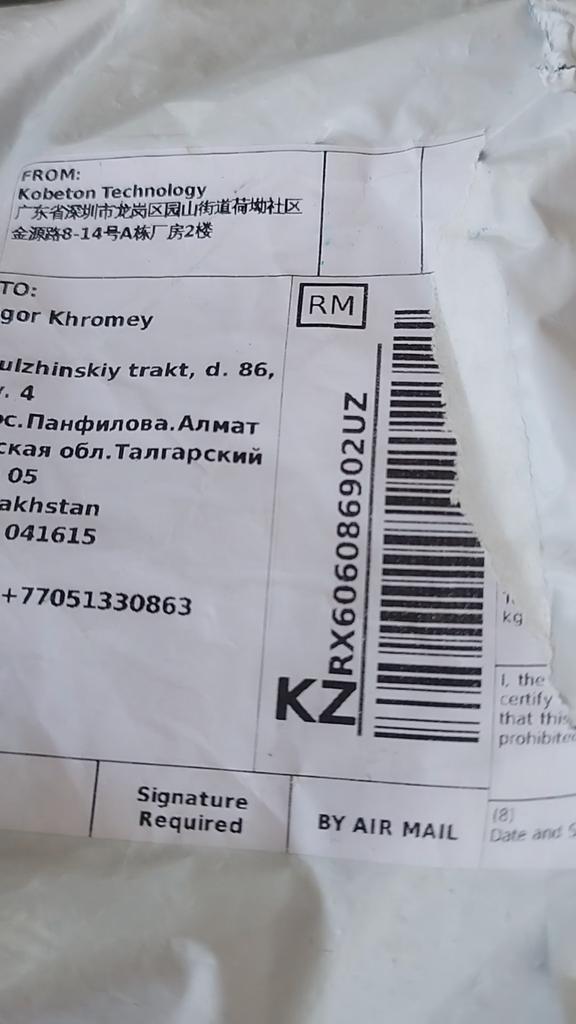 FROM:
Kobeton Technology
广东省深圳市龙岗区园山街道荷坳社区
金源路8-14号A栋厂房2楼
TO:
gor Khromey
ulzhinskiy trakt, d. 86,
. 4
ос.Панфилова.Алмат
ская обл.Талгарский
05
akhstan
041615
+77051330863
RM
RX606086902UZ
KZ
kg
I, the
certify
that this
prohibite
Signature
Required
BY AIR MAIL
(8)
Date and S